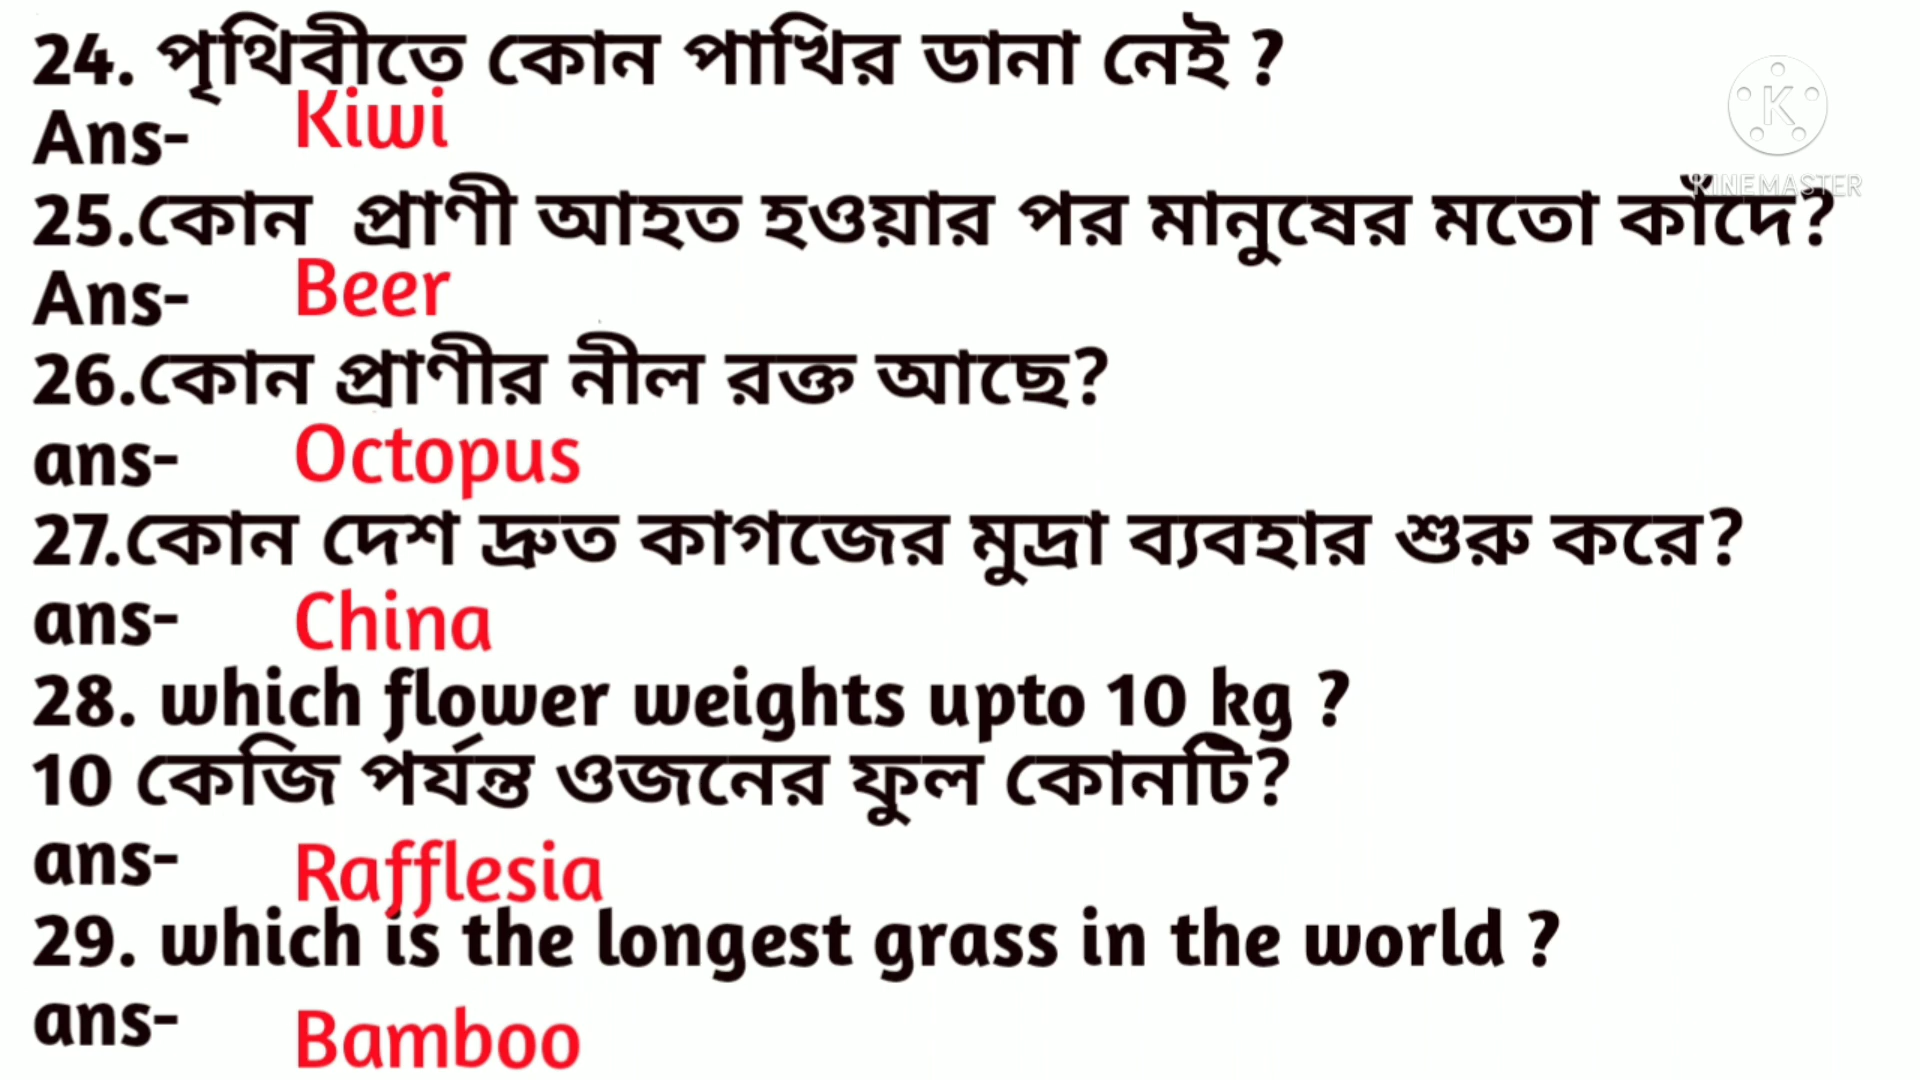 24. পৃথিবীতে কোন পাখির ডানা নেই ?
Ans- Kiwi
KINEMASTER
25.কোন প্রাণী আহত হওয়ার পর মানুষের মতো কাঁদে?
Ans- Beer
26.কোন প্রাণীর নীল রক্ত আছে?
ans- Octopus
27.কোন দেশ দ্রুত কাগজের মুদ্রা ব্যবহার শুরু করে?
ans- China
28. which flower weights upto 10 kg ?
10 কেজি পর্যন্ত ওজনের ফুল কোনটি?
ans- Rafflesia
29. which is the longest grass in the world ?
ans- Bamboo